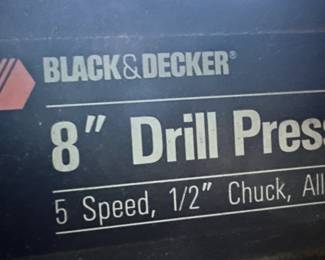 BLACK&DECKER®
8" Drill Press
5 Speed, 1/2" Chuck, All